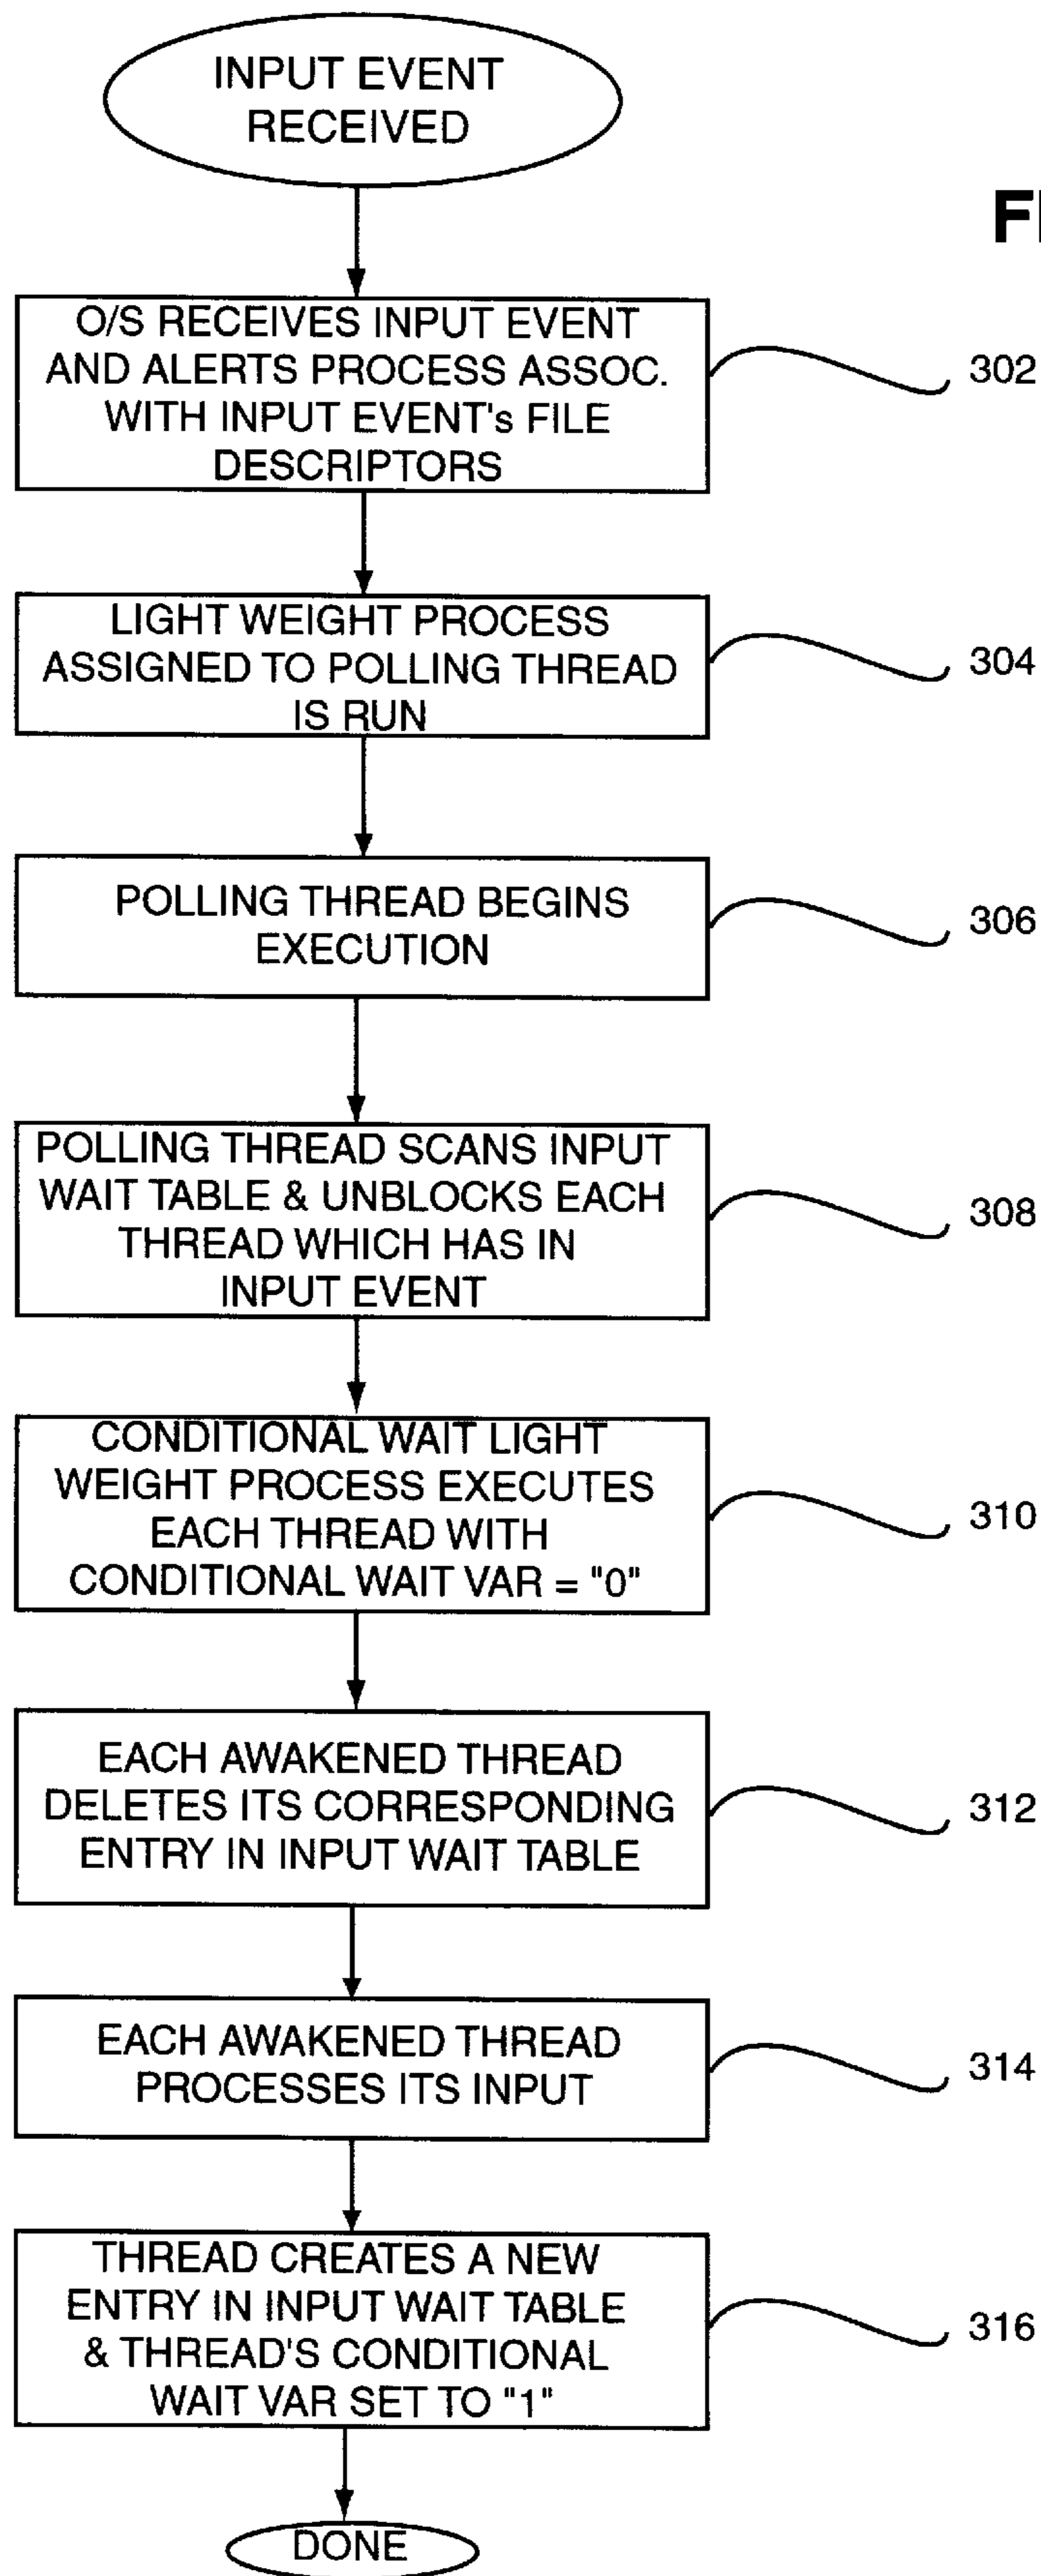 INPUT EVENT
RECEIVED
O/S RECEIVES INPUT EVENT
AND ALERTS PROCESS ASSOC.
WITH INPUT EVENT's FILE
DESCRIPTORS
302
LIGHT WEIGHT PROCESS
ASSIGNED TO POLLING THREAD
IS RUN
304
POLLING THREAD BEGINS
EXECUTION
306
POLLING THREAD SCANS INPUT
WAIT TABLE & UNBLOCKS EACH
THREAD WHICH HAS IN
INPUT EVENT
308
CONDITIONAL WAIT LIGHT
WEIGHT PROCESS EXECUTES
EACH THREAD WITH
CONDITIONAL WAIT VAR = "0"
310
EACH AWAKENED THREAD
DELETES ITS CORRESPONDING
ENTRY IN INPUT WAIT TABLE
312
EACH AWAKENED THREAD
PROCESSES ITS INPUT
314
THREAD CREATES A NEW
ENTRY IN INPUT WAIT TABLE
& THREAD'S CONDITIONAL
WAIT VAR SET TO "1"
316
DONE